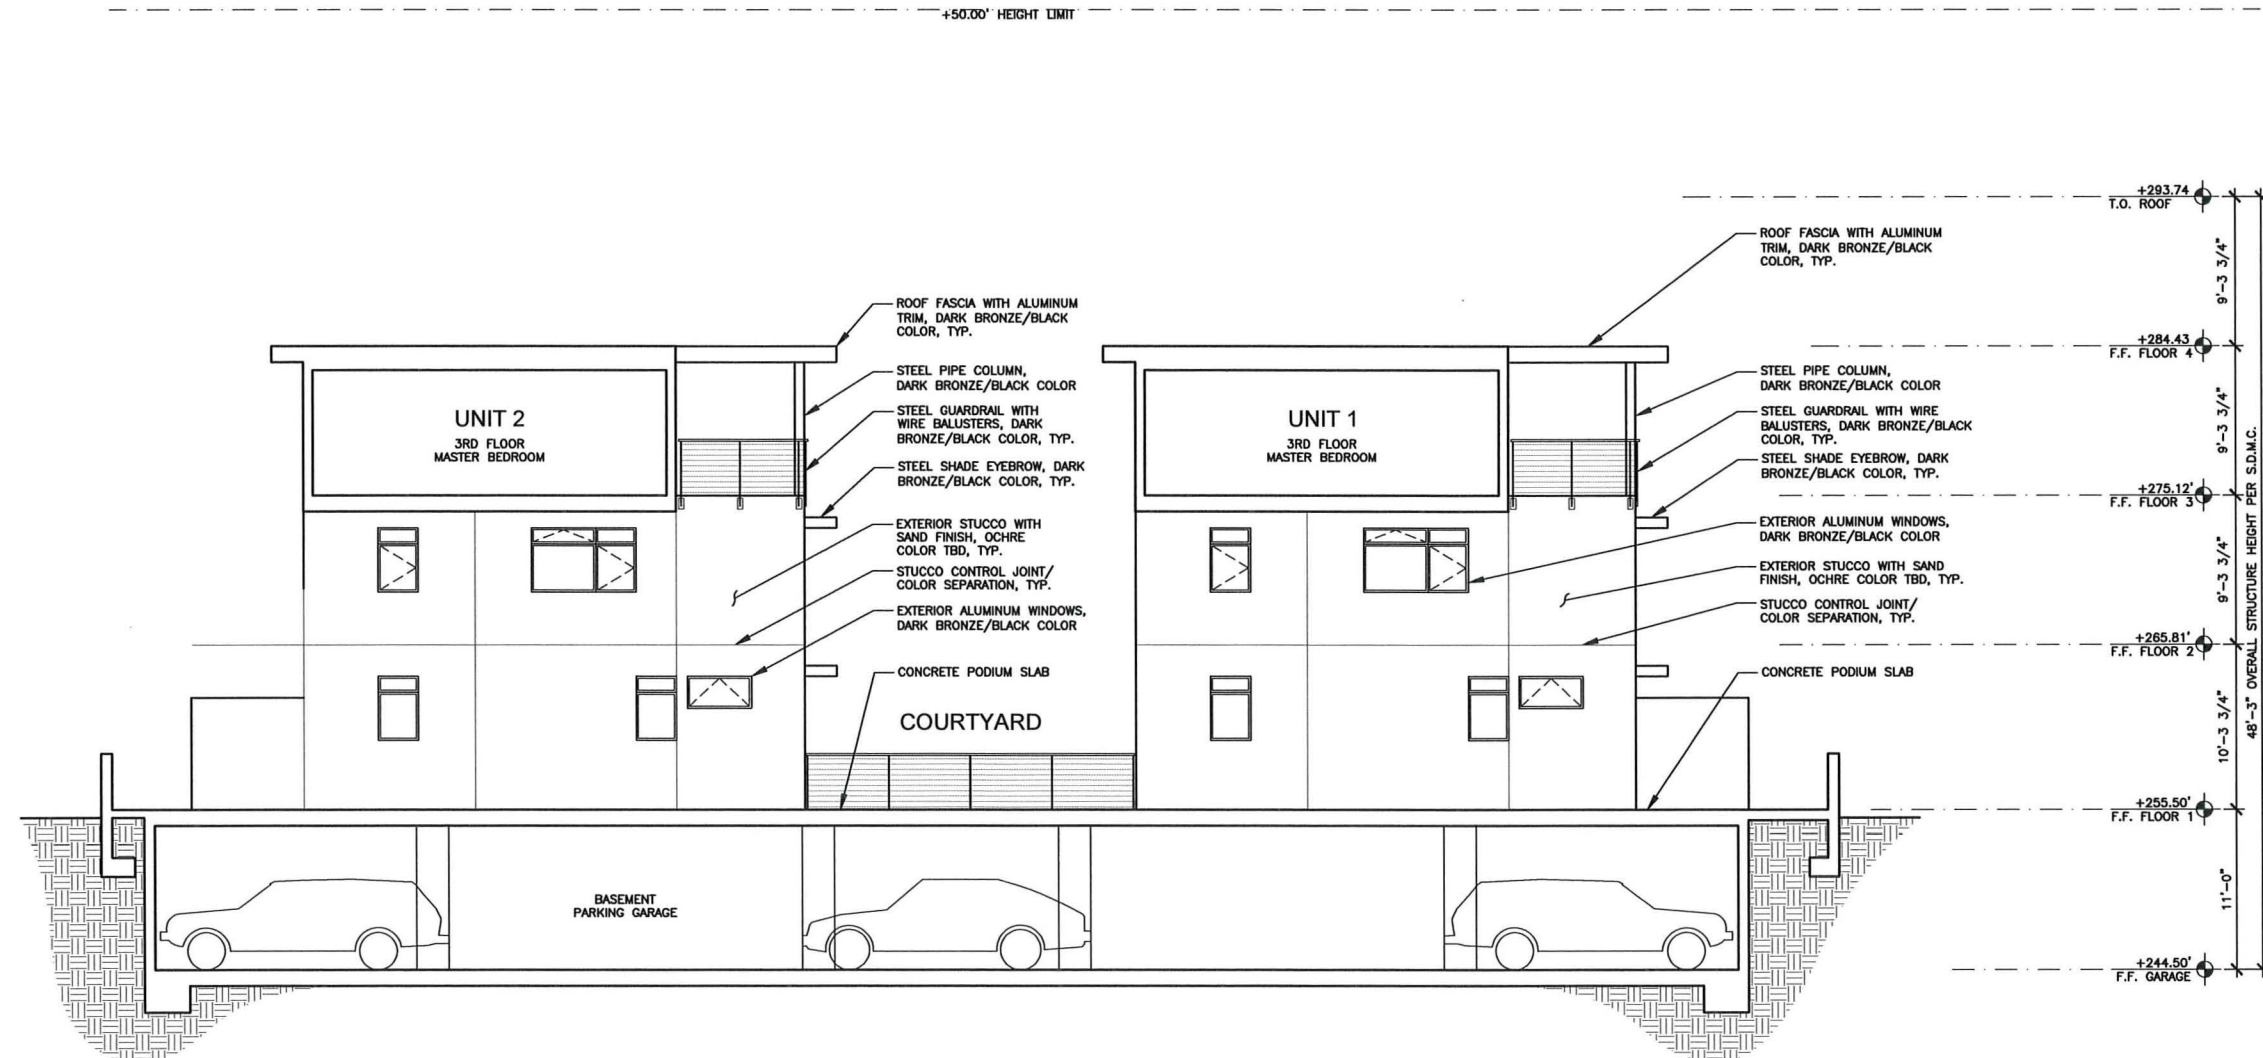 +50.00' HEIGHT LIMIT
+293.74
T.O. ROOF
ROOF FASCIA WITH ALUMINUM
TRIM, DARK BRONZE/BLACK
COLOR, TYP.
9'-3 3/4"
ROOF FASCIA WITH ALUMINUM
TRIM, DARK BRONZE/BLACK
COLOR, TYP.
+284.43
F.F. FLOOR 4
UNIT 2
3RD FLOOR
MASTER BEDROOM
STEEL PIPE COLUMN,
DARK BRONZE/BLACK COLOR
STEEL GUARDRAIL WITH
WIRE BALUSTERS, DARK
BRONZE/BLACK COLOR, TYP.
STEEL SHADE EYEBROW, DARK
BRONZE/BLACK COLOR, TYP.
EXTERIOR STUCCO WITH
SAND FINISH, OCHRE
COLOR TBD, TYP.
STUCCO CONTROL JOINT/
COLOR SEPARATION, TYP.
EXTERIOR ALUMINUM WINDOWS,
DARK BRONZE/BLACK COLOR
CONCRETE PODIUM SLAB
COURTYARD
UNIT 1
3RD FLOOR
MASTER BEDROOM
STEEL PIPE COLUMN,
DARK BRONZE/BLACK COLOR
STEEL GUARDRAIL WITH WIRE
BALUSTERS, DARK BRONZE/BLACK
COLOR, TYP.
STEEL SHADE EYEBROW, DARK
BRONZE/BLACK COLOR, TYP.
EXTERIOR ALUMINUM WINDOWS,
DARK BRONZE/BLACK COLOR
EXTERIOR STUCCO WITH SAND
FINISH, OCHRE COLOR TBD, TYP.
STUCCO CONTROL JOINT/
COLOR SEPARATION, TYP.
CONCRETE PODIUM SLAB
9'-3 3/4"
+275.12'
F.F. FLOOR 3
9'-3 3/4"
+265.81'
F.F. FLOOR 2
10'-3 3/4"
48'-3" OVERALL STRUCTURE HEIGHT PER S.D.M.C.
+255.50'
F.F. FLOOR 1
11'-0"
BASEMENT
PARKING GARAGE
+244.50'
F.F. GARAGE